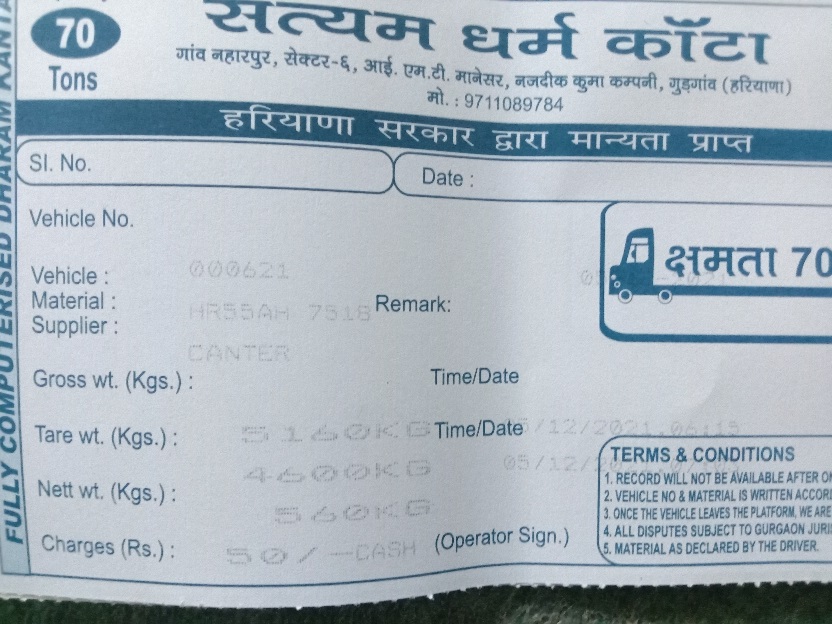 FULLY COMPUTERISED DHARAM KANTA
70
Tons
सत्यम धर्म काँटा
गांव नहारपुर, सेक्टर-६, आई. एम.टी. मानेसर, नजदीक कुमा कम्पनी, गुड़गांव (हरियाणा)
मो. : 9711089784
हरियाणा सरकार द्वारा मान्यता प्राप्त
Sl. No.
Date :
Vehicle No.
क्षमता 70
Vehicle : 000621
Material :
Supplier : HR55AH 7518
Remark:
CANTER
Gross wt. (Kgs.) :
Time/Date
Tare wt. (Kgs.) : 5160KG
Time/Date /12/2021,06:15
4600KG 05/12/2021
Nett wt. (Kgs.) : 560KG
Charges (Rs.) : 50/-CASH
(Operator Sign.)
TERMS & CONDITIONS
1. RECORD WILL NOT BE AVAILABLE AFTER
2. VEHICLE NO & MATERIAL IS WRITTEN
3. ONCE THE VEHICLE LEAVES THE PLATFORM, WE ARE
4. ALL DISPUTES SUBJECT TO GURGAON
5. MATERIAL AS DECLARED BY THE DRIVER.